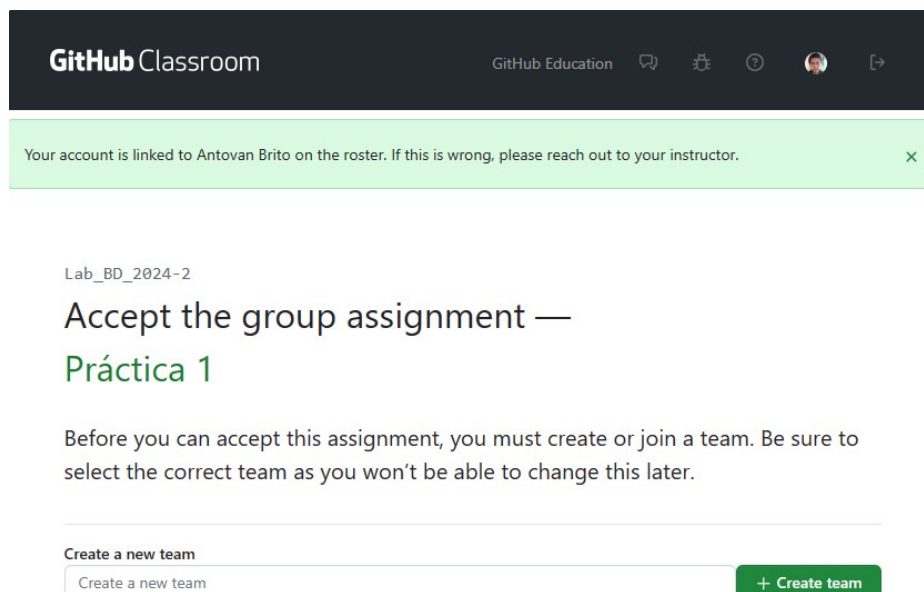 GitHub Classroom
GitHub Education
Your account is linked to Antovan Brito on the roster. If this is wrong, please reach out to your instructor.
Lab_BD_2024-2
Accept the group assignment —
Práctica 1
Before you can accept this assignment, you must create or join a team. Be sure to
select the correct team as you won’t be able to change this later.
Create a new team
Create a new team
+ Create team